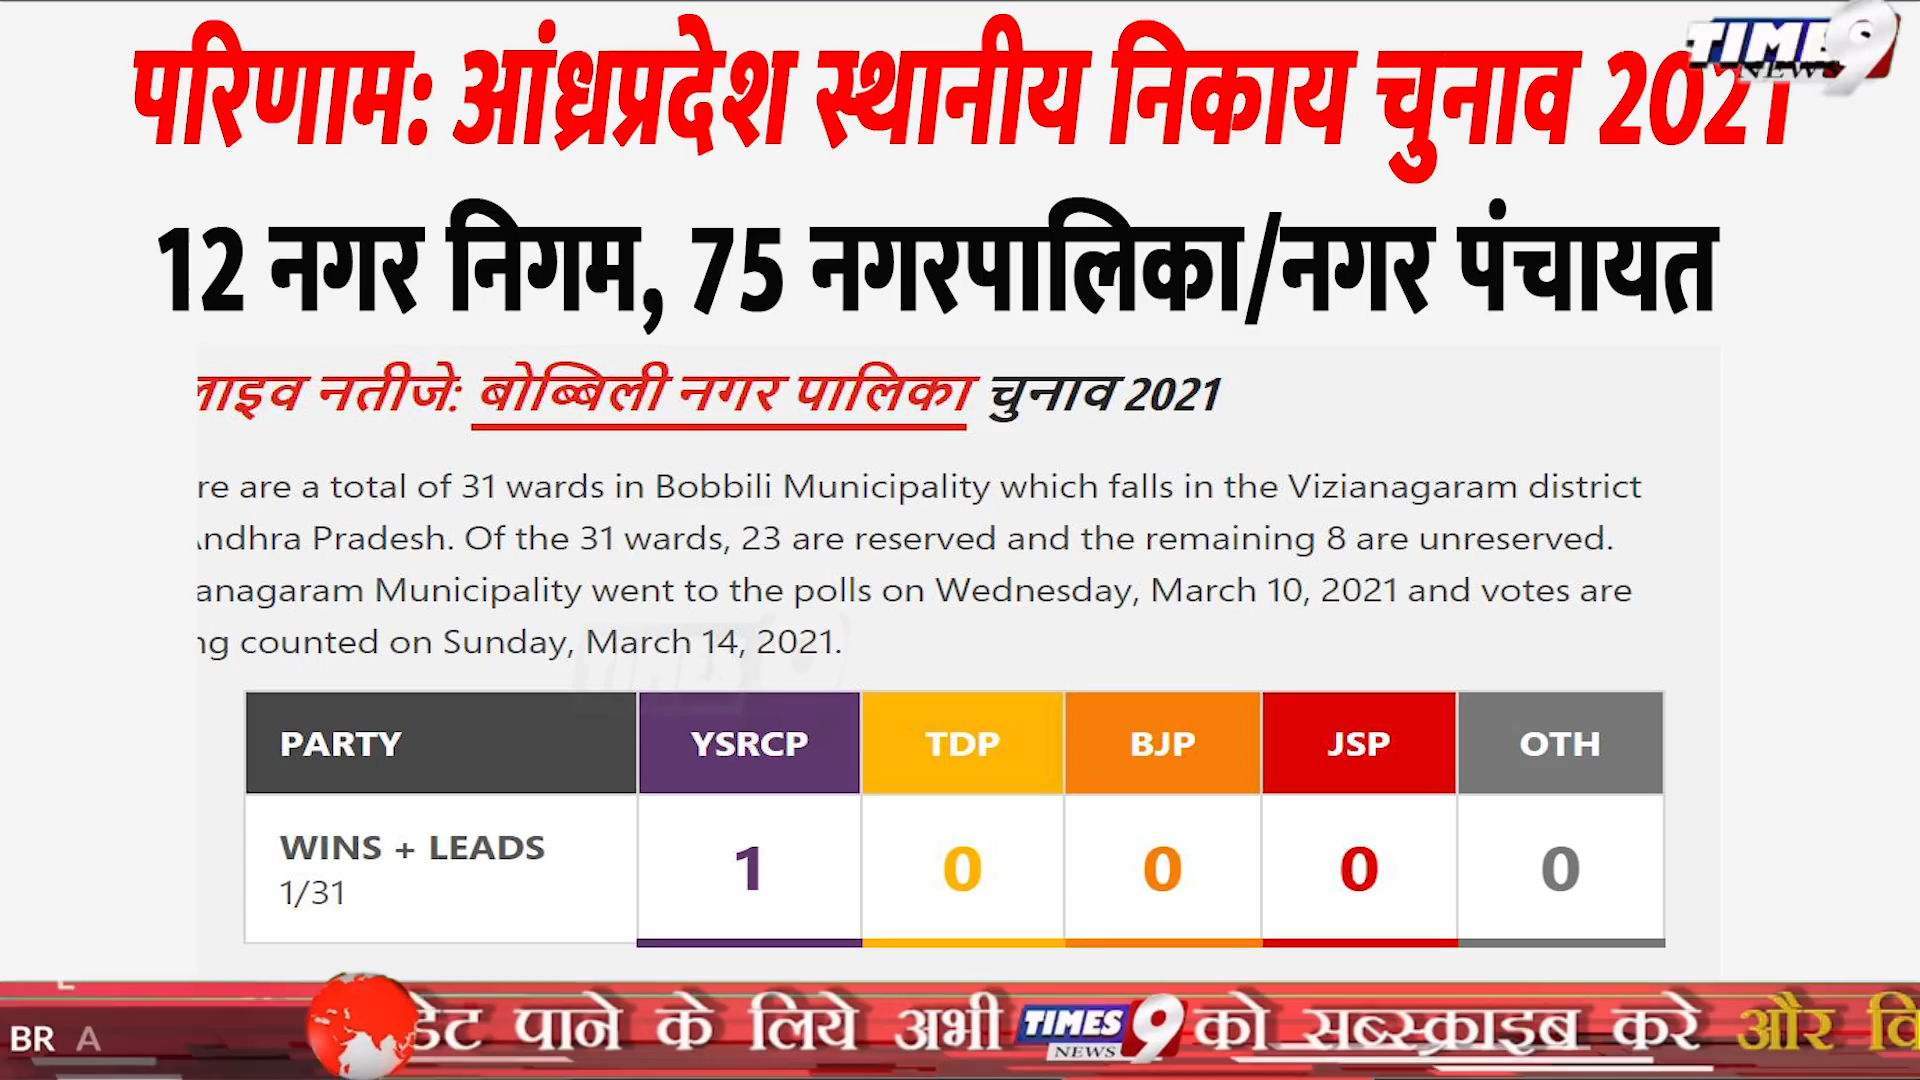 परिणाम: आंध्रप्रदेश स्थानीय निकाय चुनाव 2021
TIMES 9
NEWS
12 नगर निगम, 75 नगरपालिका/नगर पंचायत
लाइव नतीजे: बोब्बिली नगर पालिका चुनाव 2021
re are a total of 31 wards in Bobbili Municipality which falls in the Vizianagaram district
Andhra Pradesh. Of the 31 wards, 23 are reserved and the remaining 8 are unreserved.
anagaram Municipality went to the polls on Wednesday, March 10, 2021 and votes are
ng counted on Sunday, March 14, 2021.
PARTY YSRCP TDP BJP JSP OTH
WINS + LEADS 1 0 0 0 0
1/31
BR A
डेट पाने के लिये अभी TIMES NEWS 9 को सब्स्क्राइब करे और वि